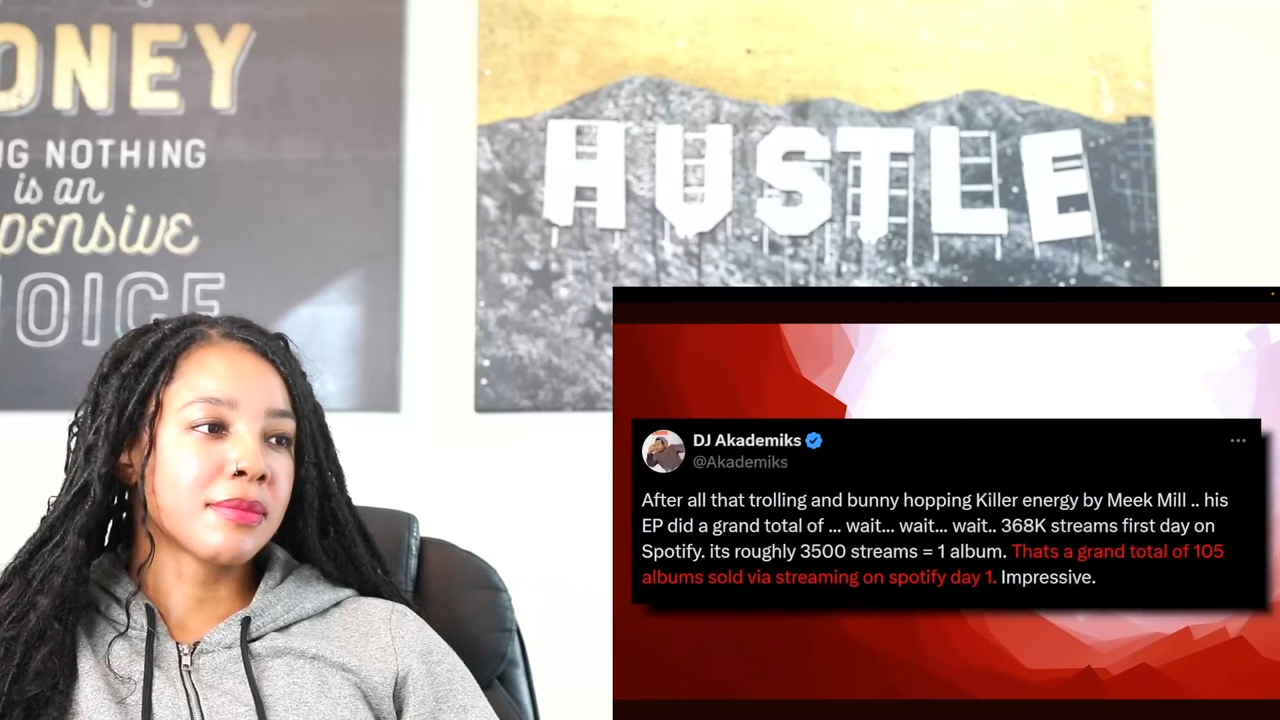 ONEY
NG NOTHING
is an
pensive
OICE
HUSTLE
DJ Akademiks
@Akademiks
After all that trolling and bunny hopping Killer energy by Meek Mill .. his
EP did a grand total of ... wait... wait... wait.. 368K streams first day on
Spotify. its roughly 3500 streams = 1 album. Thats a grand total of 105
albums sold via streaming on spotify day 1. Impressive.